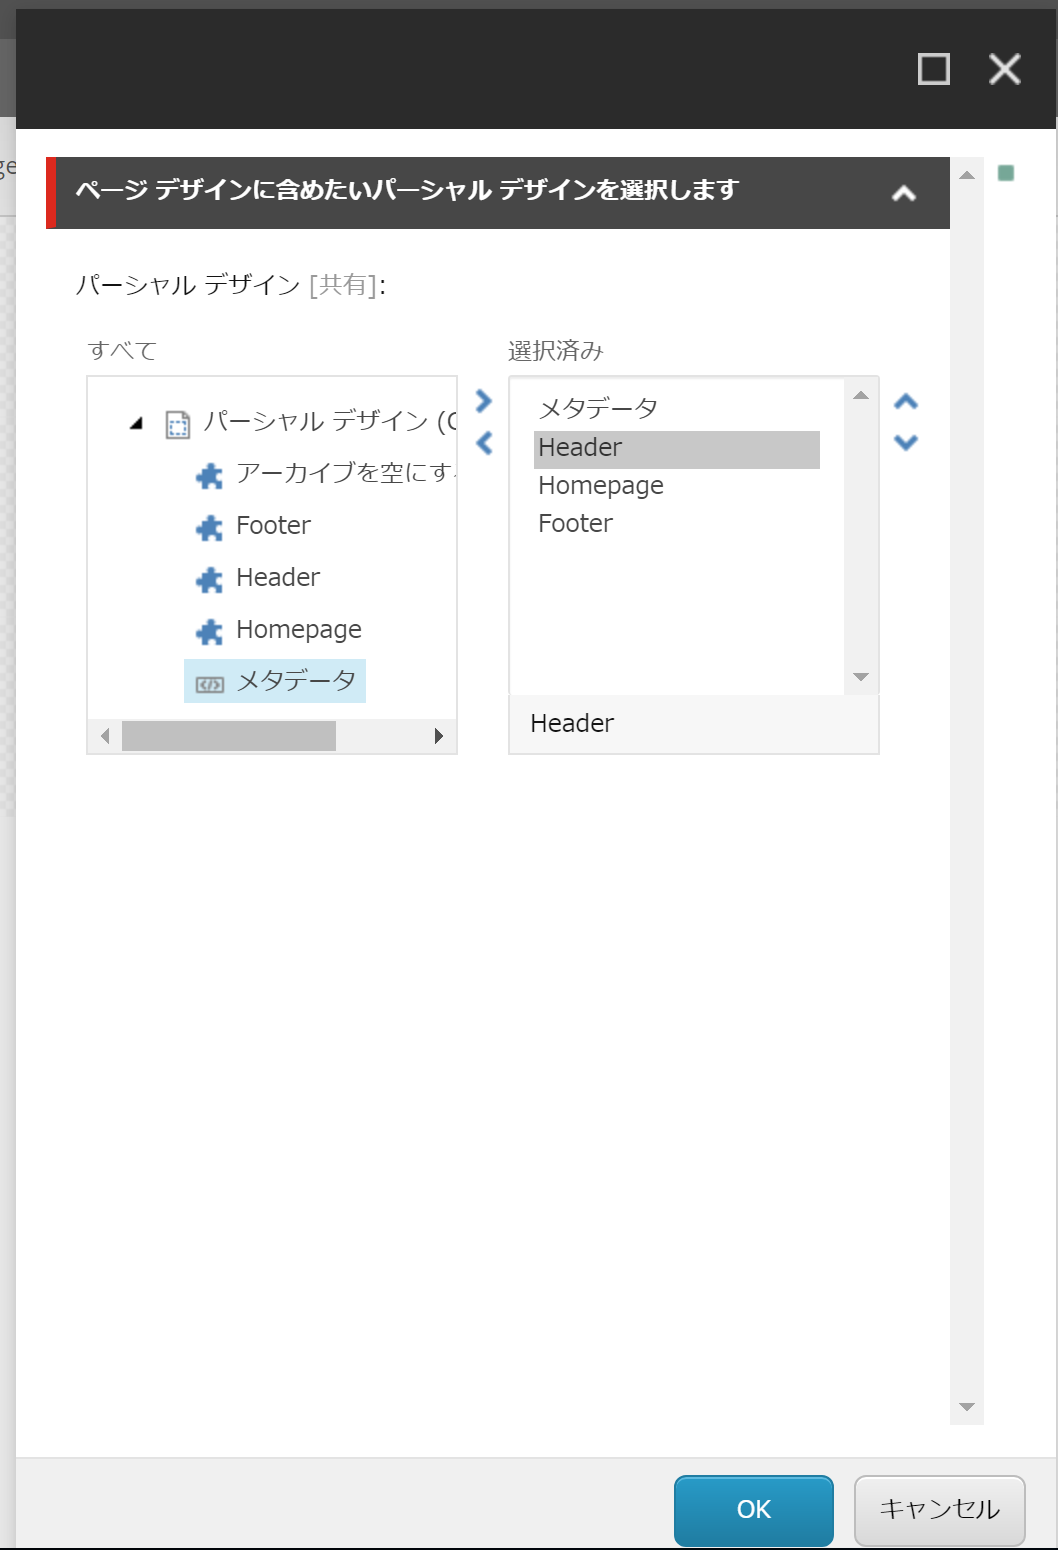 ge
ページ デザインに含めたいパーシャル デザインを選択します
パーシャル デザイン [共有]:
すべて
パーシャル デザイン (
アーカイブを空にす
Footer
Header
Homepage
メタデータ
選択済み
メタデータ
Header
Homepage
Footer
Header
OK
キャンセル